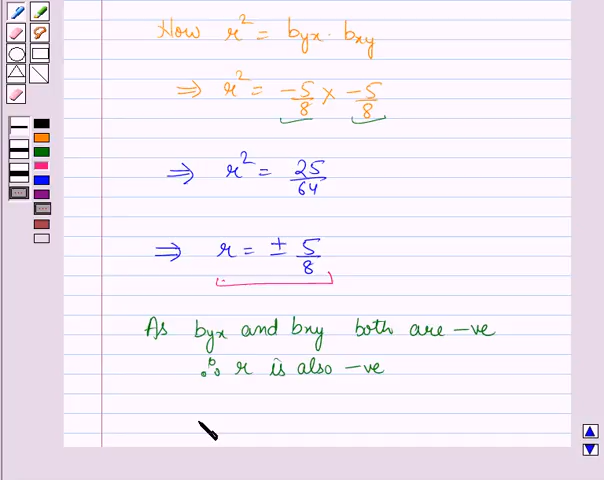 Now r² = byx · bxy
⇒ r² = -5/8 × -5/8
⇒ r² = 25/64
⇒ r = ± 5/8
As byx and bxy both are -ve
∴ r is also -ve